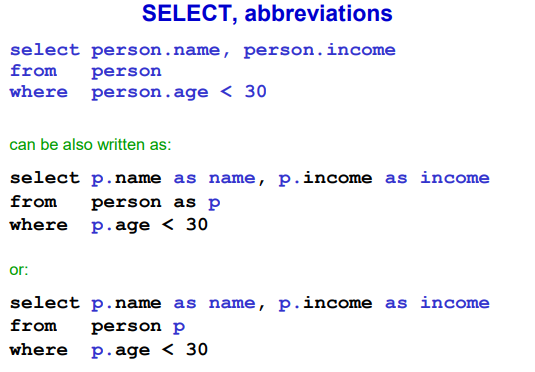 SELECT, abbreviations
select person.name, person.income
from person
where person.age < 30
can be also written as:
select p.name as name, p.income as income
from person as p
where p.age < 30
or:
select p.name as name, p.income as income
from person p
where p.age < 30